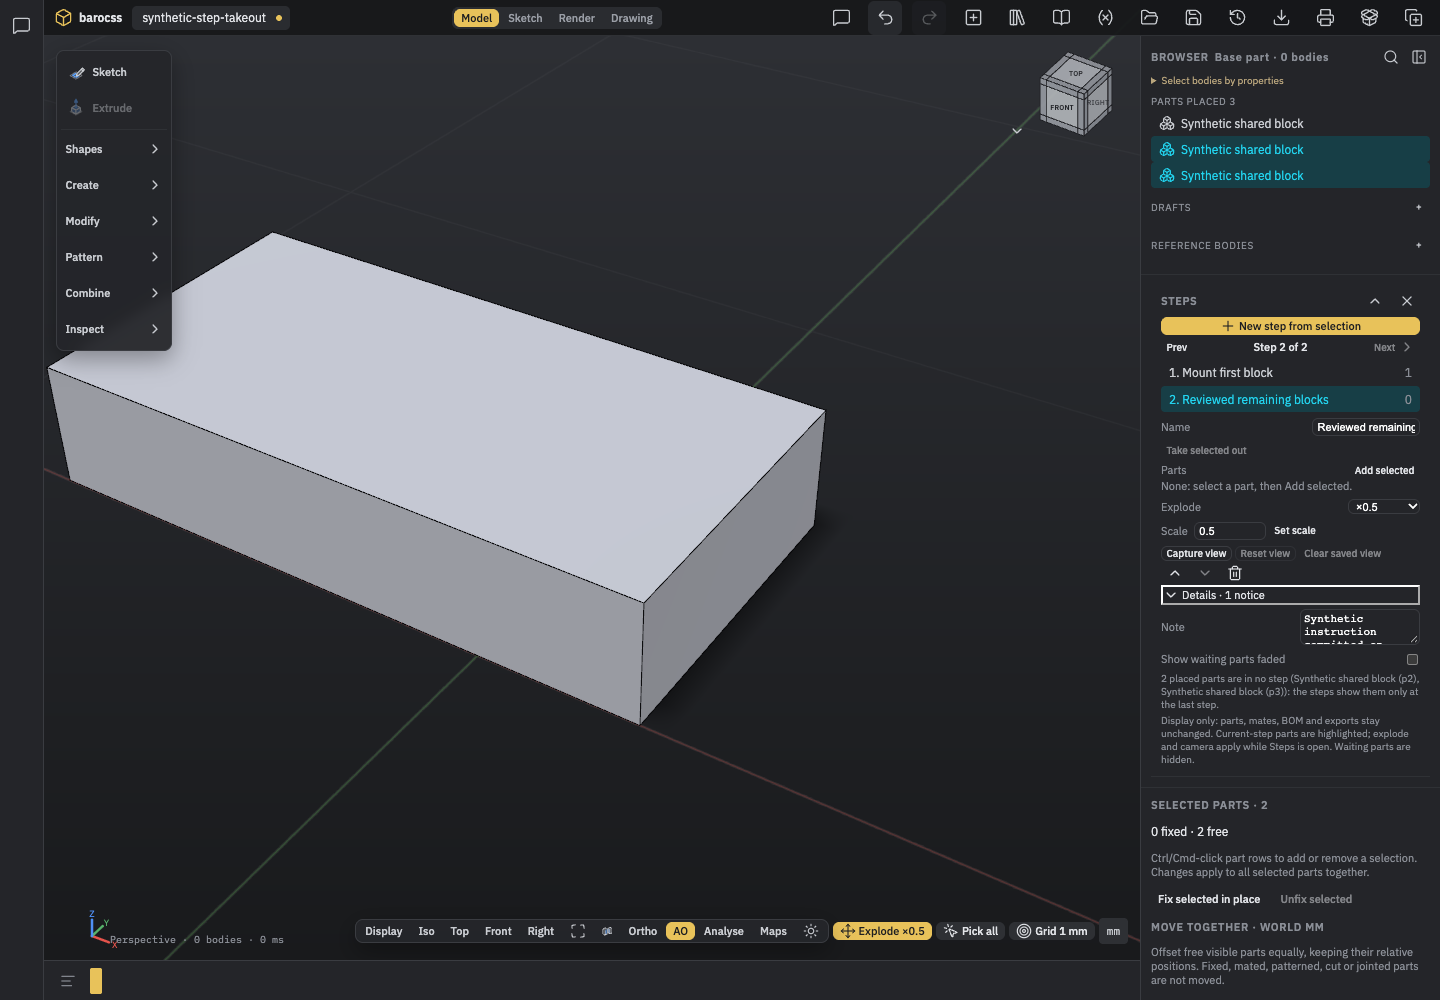 barocss
synthetic-step-takeout
Model Sketch Render Drawing
Sketch
Extrude
Shapes
Create
Modify
Pattern
Combine
Inspect
TOP
FRONT
RIGHT
BROWSER Base part · 0 bodies
Select bodies by properties
PARTS PLACED 3
Synthetic shared block
Synthetic shared block
Synthetic shared block
DRAFTS
REFERENCE BODIES
STEPS
New step from selection
Prev Step 2 of 2 Next
1. Mount first block 1
2. Reviewed remaining blocks 0
Name Reviewed remaining
Take selected out
Parts Add selected
None: select a part, then Add selected.
Explode ×0.5
Scale 0.5 Set scale
Capture view Reset view Clear saved view
Details · 1 notice
Note Synthetic
instruction
Show waiting parts faded
2 placed parts are in no step (Synthetic shared block (p2),
Synthetic shared block (p3)): the steps show them only at
the last step.
Display only: parts, mates, BOM and exports stay
unchanged. Current-step parts are highlighted; explode
and camera apply while Steps is open. Waiting parts are
hidden.
SELECTED PARTS · 2
0 fixed · 2 free
Ctrl/Cmd-click part rows to add or remove a selection.
Changes apply to all selected parts together.
Fix selected in place Unfix selected
MOVE TOGETHER · WORLD MM
Offset free visible parts equally, keeping their relative
positions. Fixed, mated, patterned, cut or jointed parts
are not moved.
Z
Y
X
Perspective · 0 bodies · 0 ms
Display Iso Top Front Right Ortho AO Analyse Maps Explode ×0.5 Pick all Grid 1 mm mm